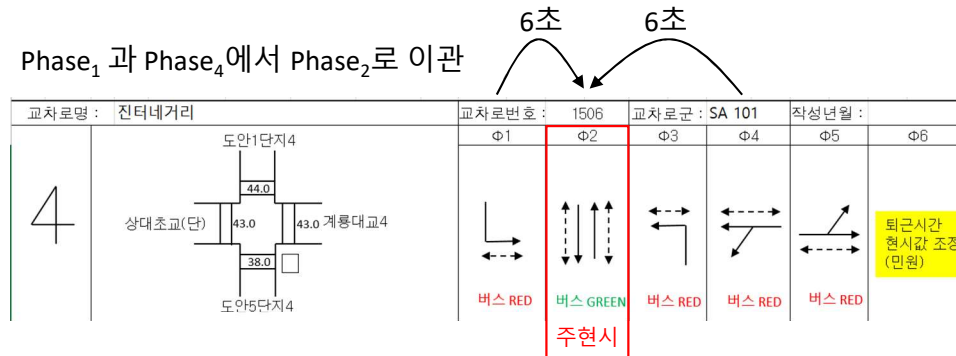 6초 6초
Phase1 과 Phase4에서 Phase2로 이관
교차로명 : 진터네거리 교차로번호 : 1506 교차로군 : SA 101 작성년월 :
Φ1 Φ2 Φ3 Φ4 Φ5 Φ6
4
도안1단지4
44.0
상대초교(단) 43.0 43.0 계룡대교4
38.0
도안5단지4
퇴근시간
현시값 조정
(민원)
버스 RED 버스 GREEN 버스 RED 버스 RED 버스 RED
주현시